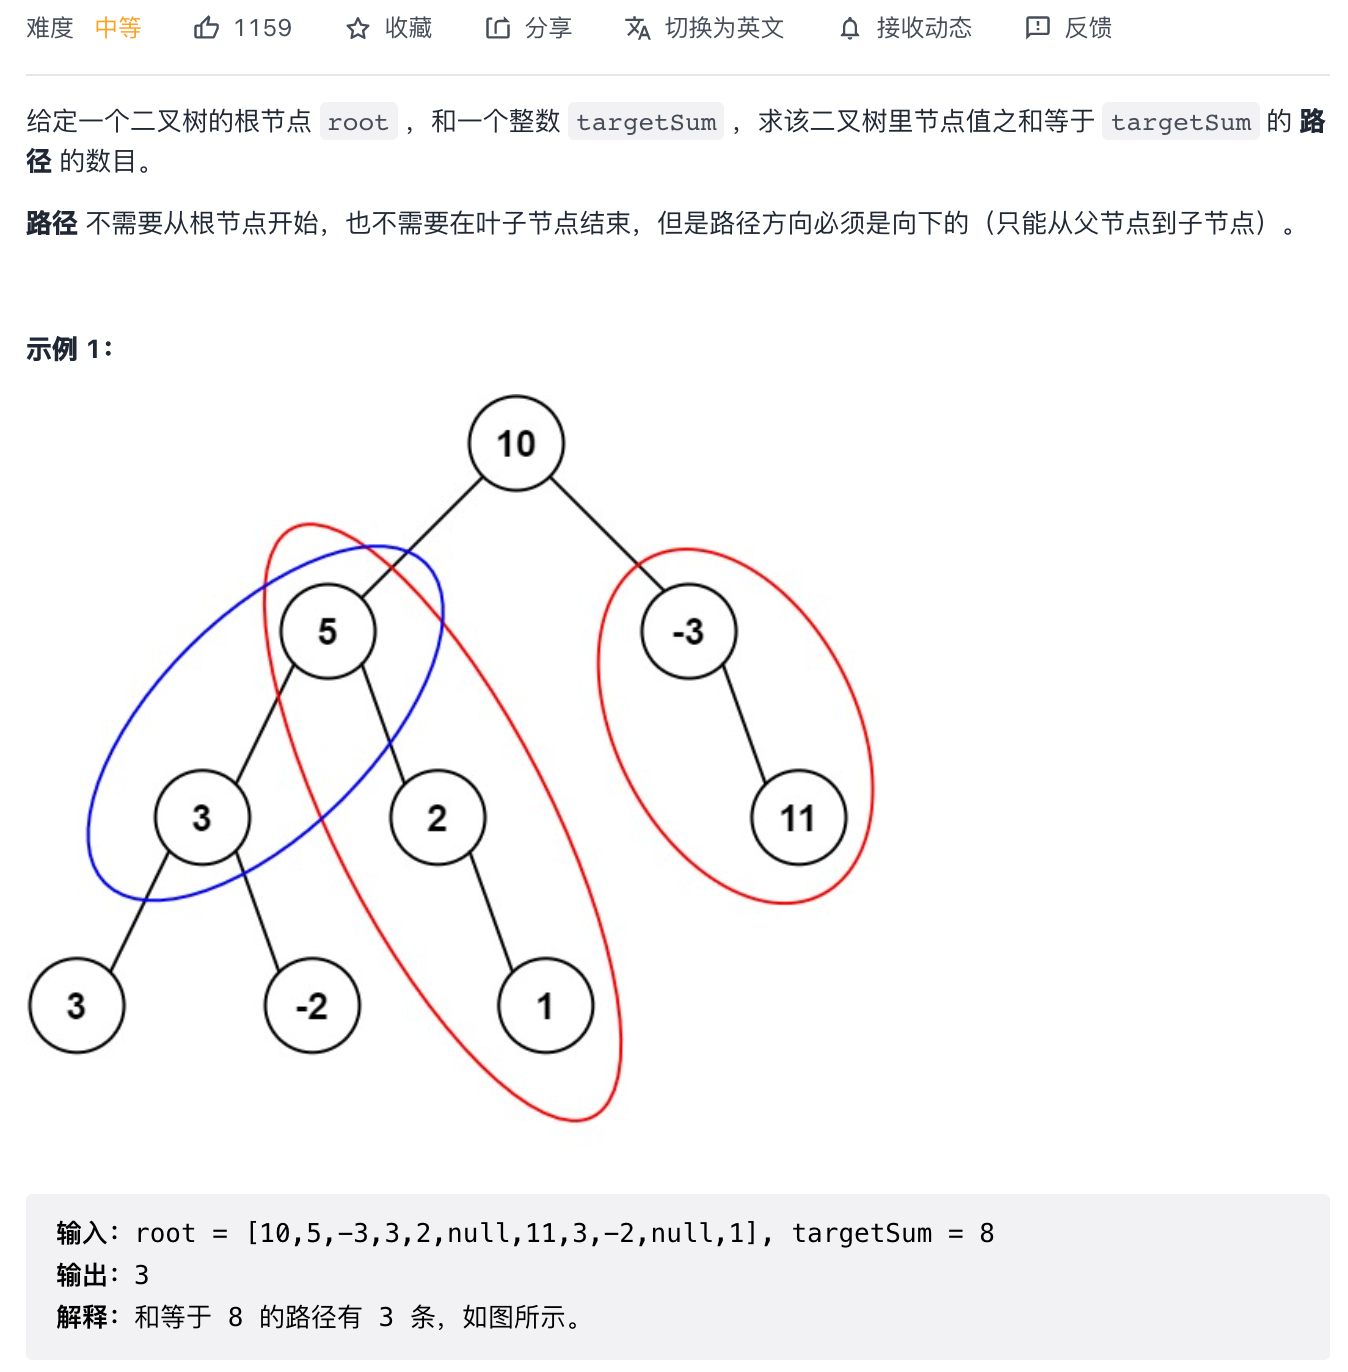 难度 中等 1159 收藏 分享 切换为英文 接收动态 反馈
给定一个二叉树的根节点 root ，和一个整数 targetSum ，求该二叉树里节点值之和等于 targetSum 的 路
径 的数目。
路径 不需要从根节点开始，也不需要在叶子节点结束，但是路径方向必须是向下的（只能从父节点到子节点）。
示例 1：
10
5 -3
3 2 11
3 -2 1
输入：root = [10,5,-3,3,2,null,11,3,-2,null,1], targetSum = 8
输出：3
解释：和等于 8 的路径有 3 条，如图所示。